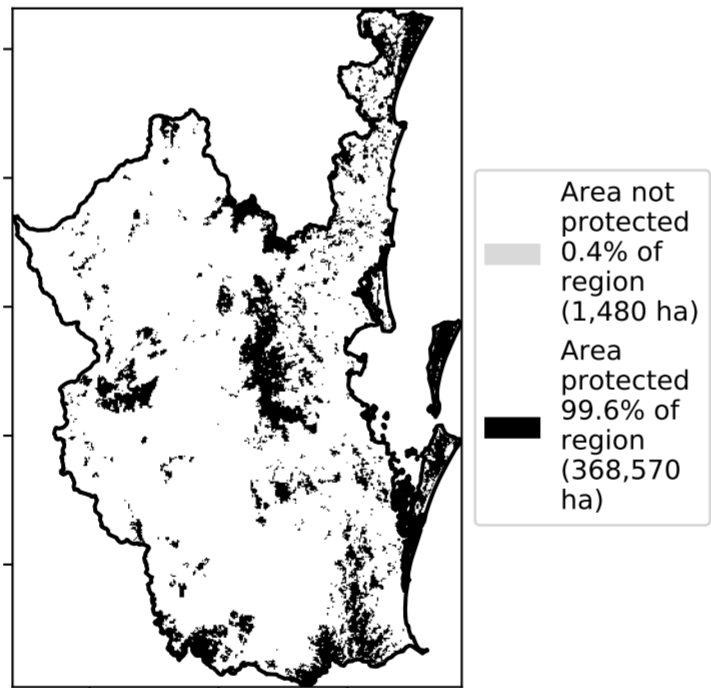 Area not
protected
0.4% of
region
(1,480 ha)
Area
protected
99.6% of
region
(368,570
ha)